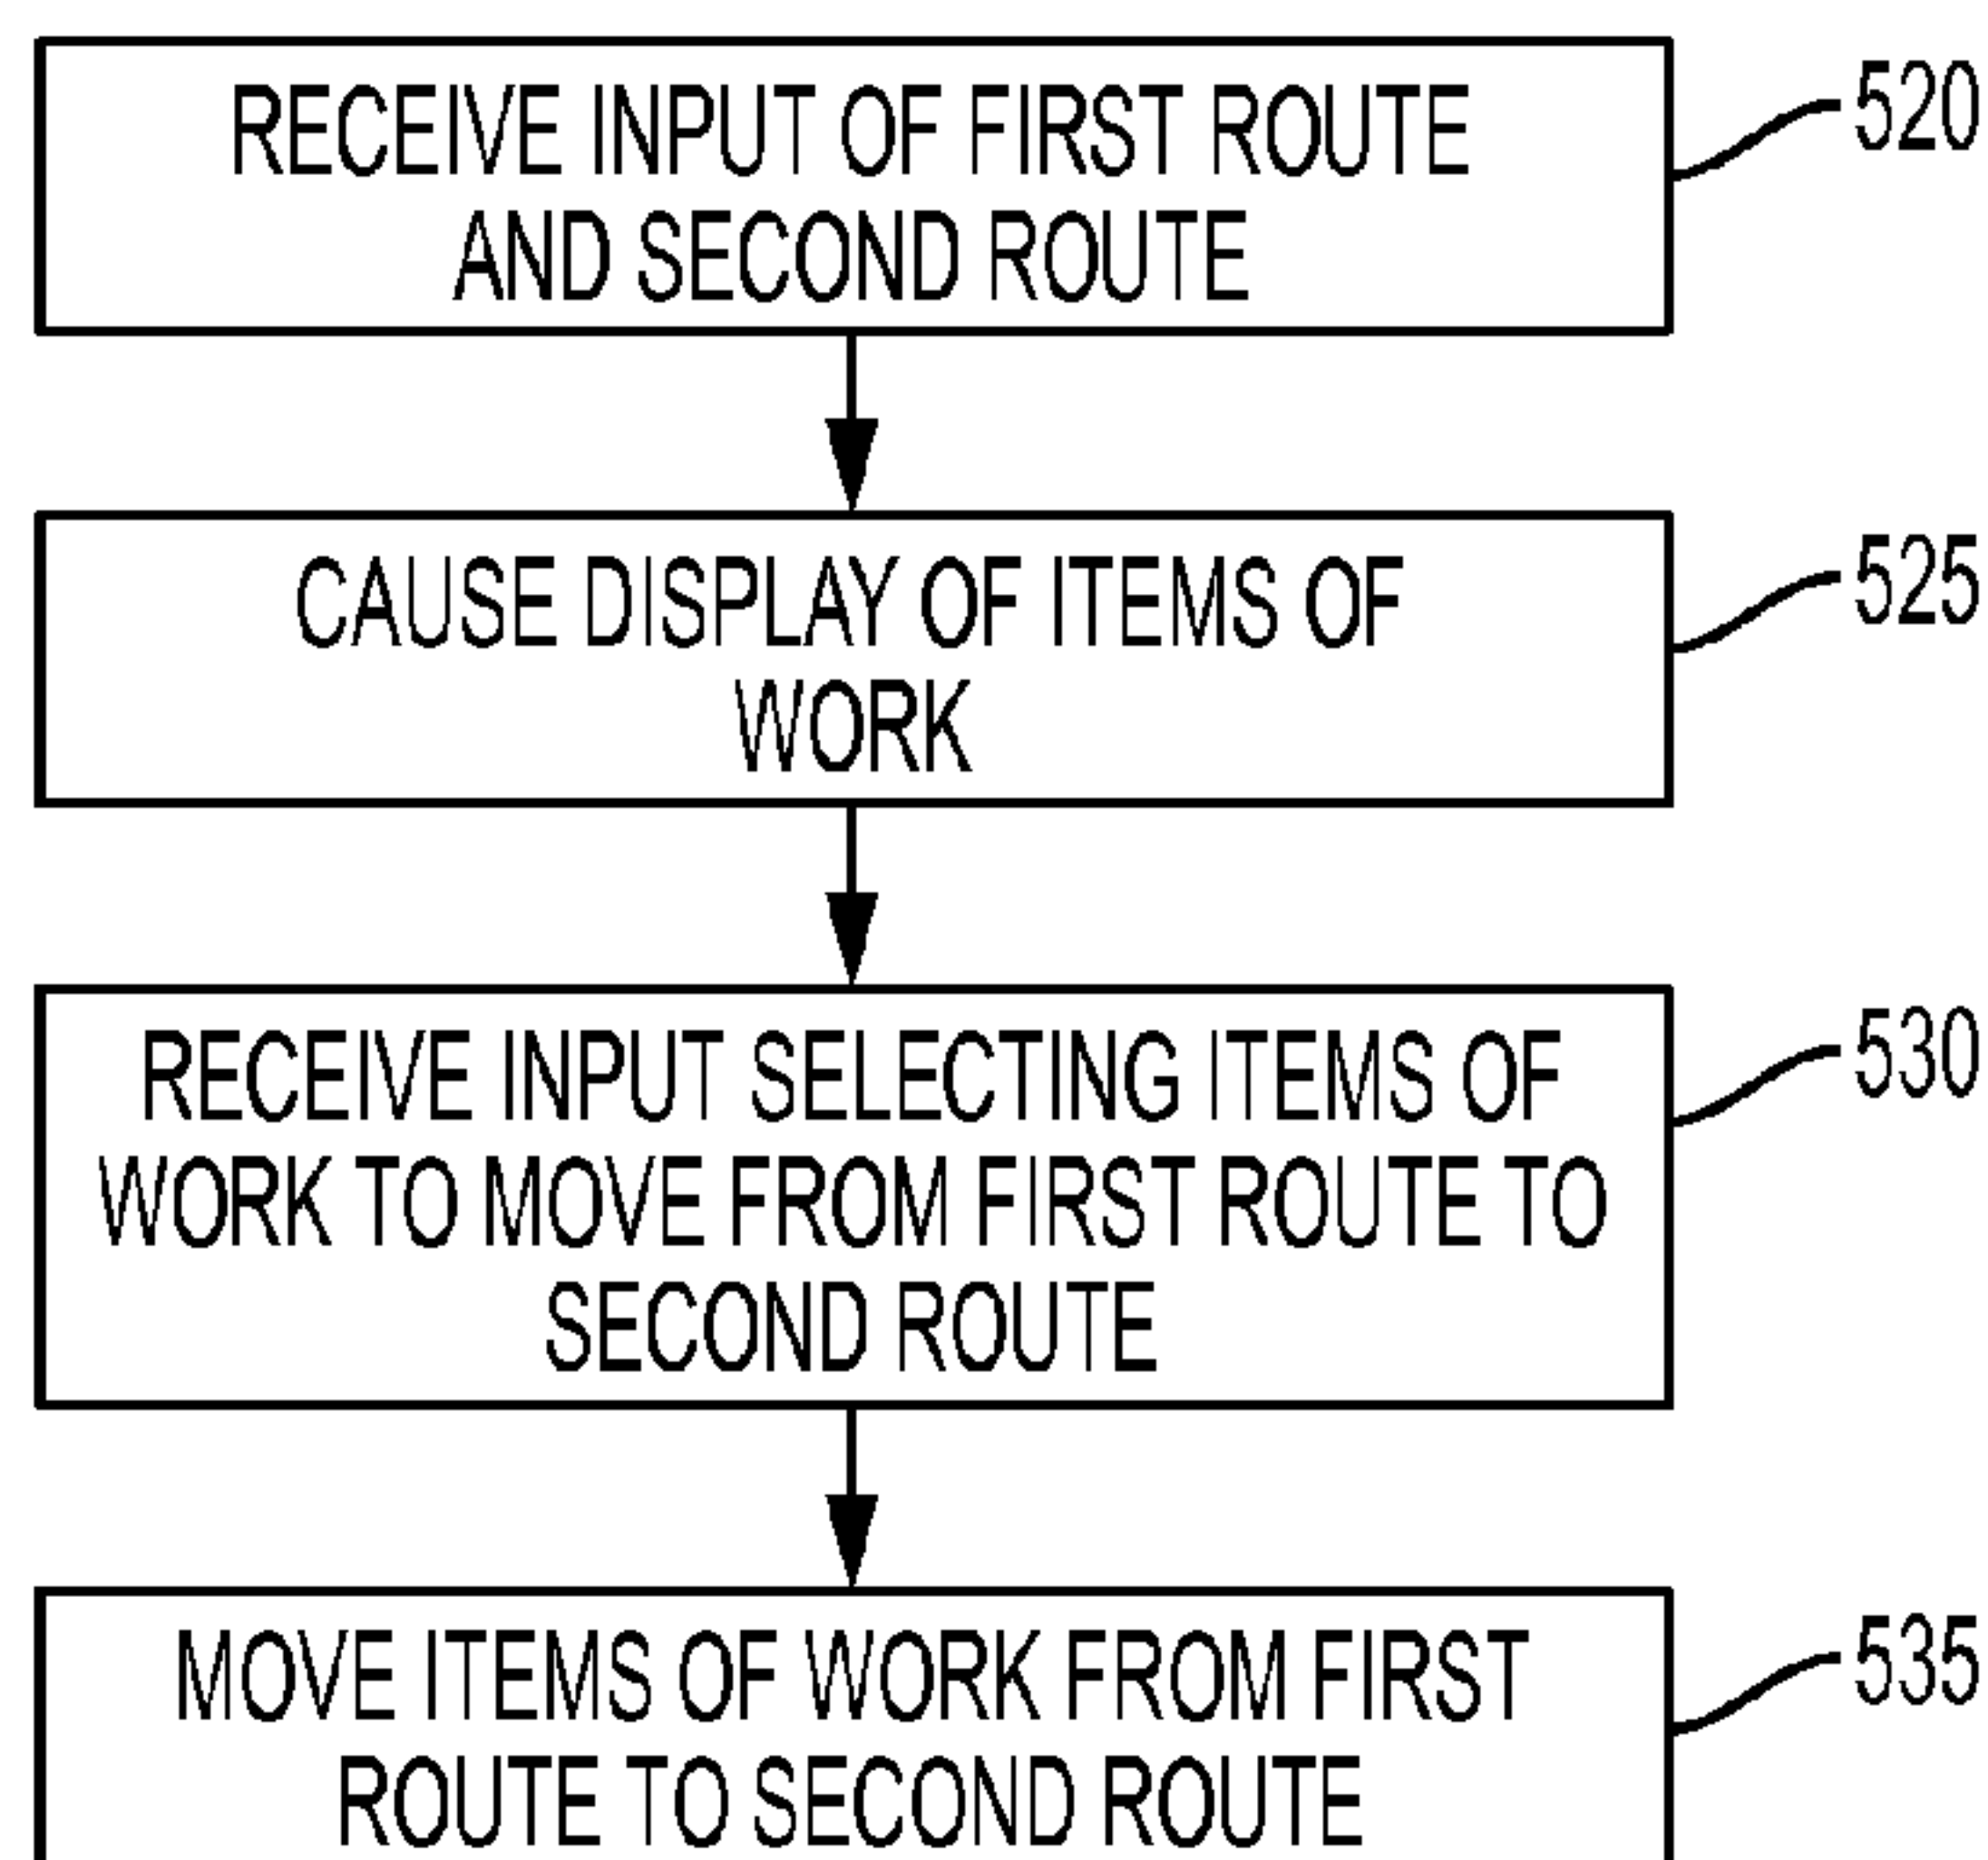 RECEIVE INPUT OF FIRST ROUTE
AND SECOND ROUTE
520
CAUSE DISPLAY OF ITEMS OF
WORK
525
RECEIVE INPUT SELECTING ITEMS OF
WORK TO MOVE FROM FIRST ROUTE TO
SECOND ROUTE
530
MOVE ITEMS OF WORK FROM FIRST
ROUTE TO SECOND ROUTE
535